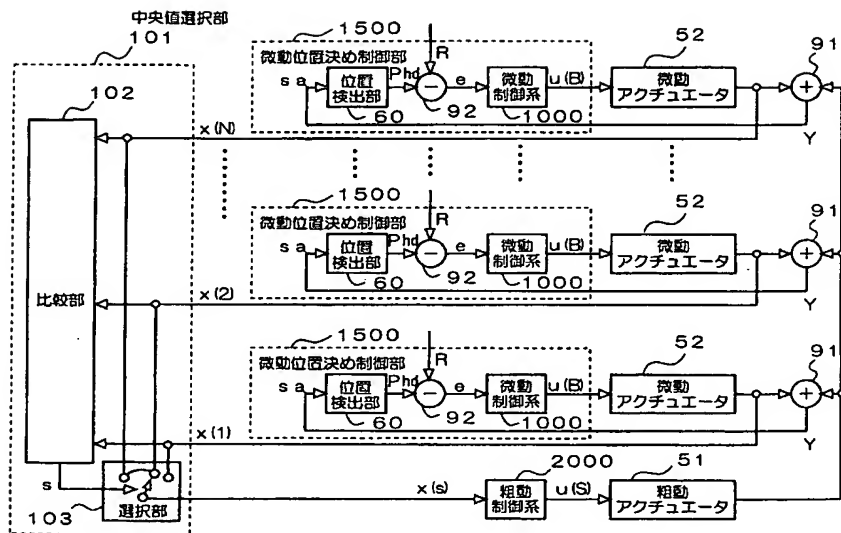 中央値選択部
101
102
比較部
s
103
選択部
x(N)
1500
微動位置決め制御部
R
sa
位置
検出部
60
Phd
92
e
微動
制御系
1000
u(B)
52
微動
アクチュエータ
91
Y
x(2)
1500
微動位置決め制御部
R
sa
位置
検出部
60
Phd
92
e
微動
制御系
1000
u(B)
52
微動
アクチュエータ
91
Y
x(1)
1500
微動位置決め制御部
R
sa
位置
検出部
60
Phd
92
e
微動
制御系
1000
u(B)
52
微動
アクチュエータ
91
Y
x(s)
2000
粗動
制御系
u(S)
51
粗動
アクチュエータ